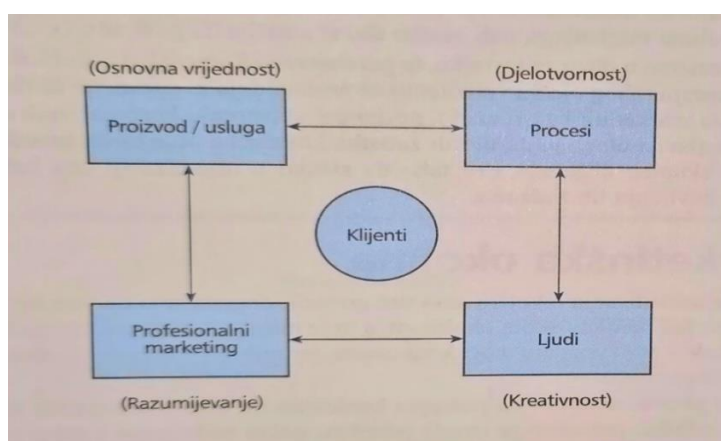 (Osnovna vrijednost)
(Djelotvornost)
Proizvod / usluga
Procesi
Klijenti
Profesionalni
marketing
Ljudi
(Razumijevanje)
(Kreativnost)